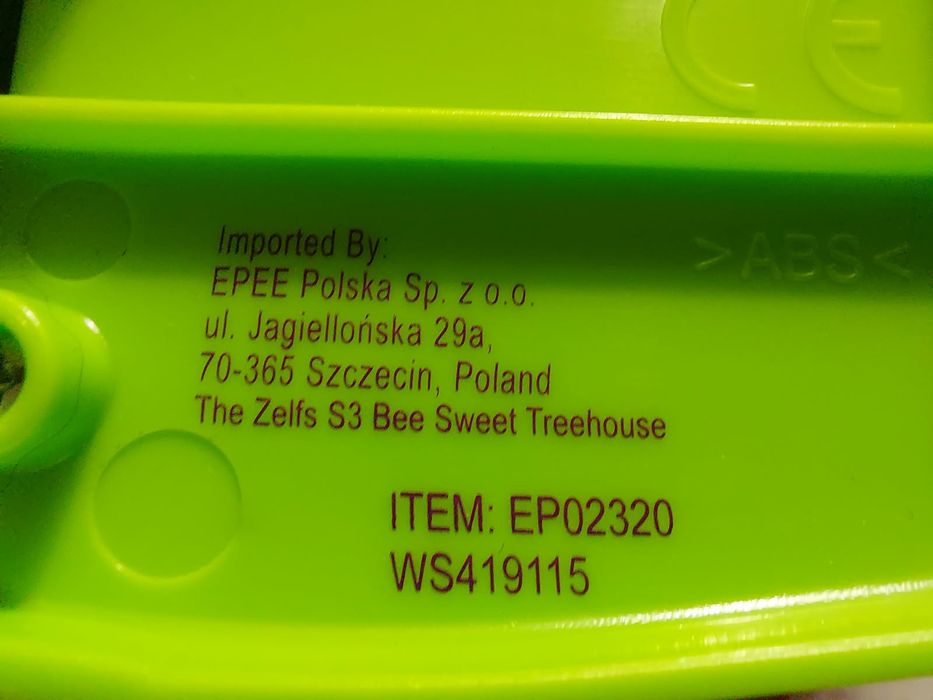 CE
Imported By:
>ABS<
EPEE Polska Sp. z o.o.
ul. Jagiellońska 29a,
70-365 Szczecin, Poland
The Zelfs S3 Bee Sweet Treehouse
ITEM: EP02320
WS419115